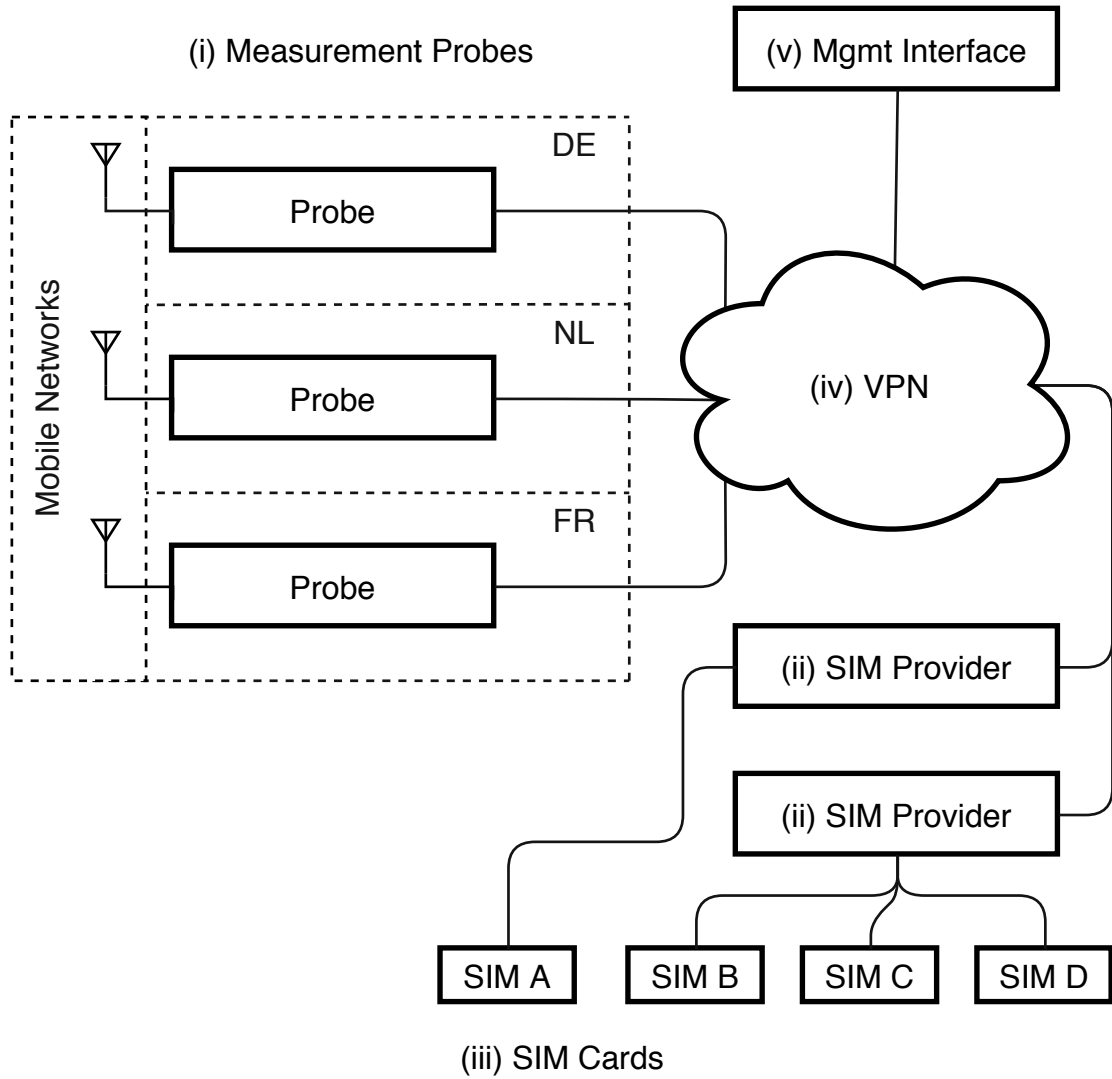 (i) Measurement Probes
(v) Mgmt Interface
DE
Probe
Mobile Networks
NL
Probe
(iv) VPN
FR
Probe
(ii) SIM Provider
(ii) SIM Provider
SIM A
SIM B
SIM C
SIM D
(iii) SIM Cards